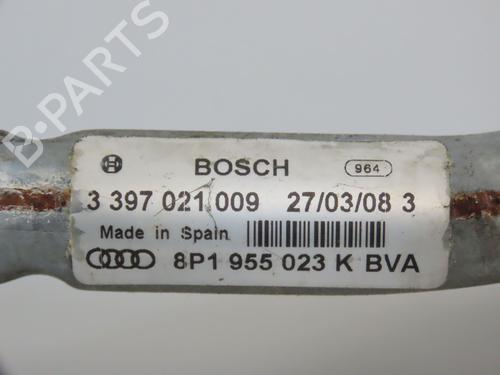 B-PARTS
BOSCH 964
3 397 021 009 27/03/08 3
Made in Spain
8P1 955 023 K BVA